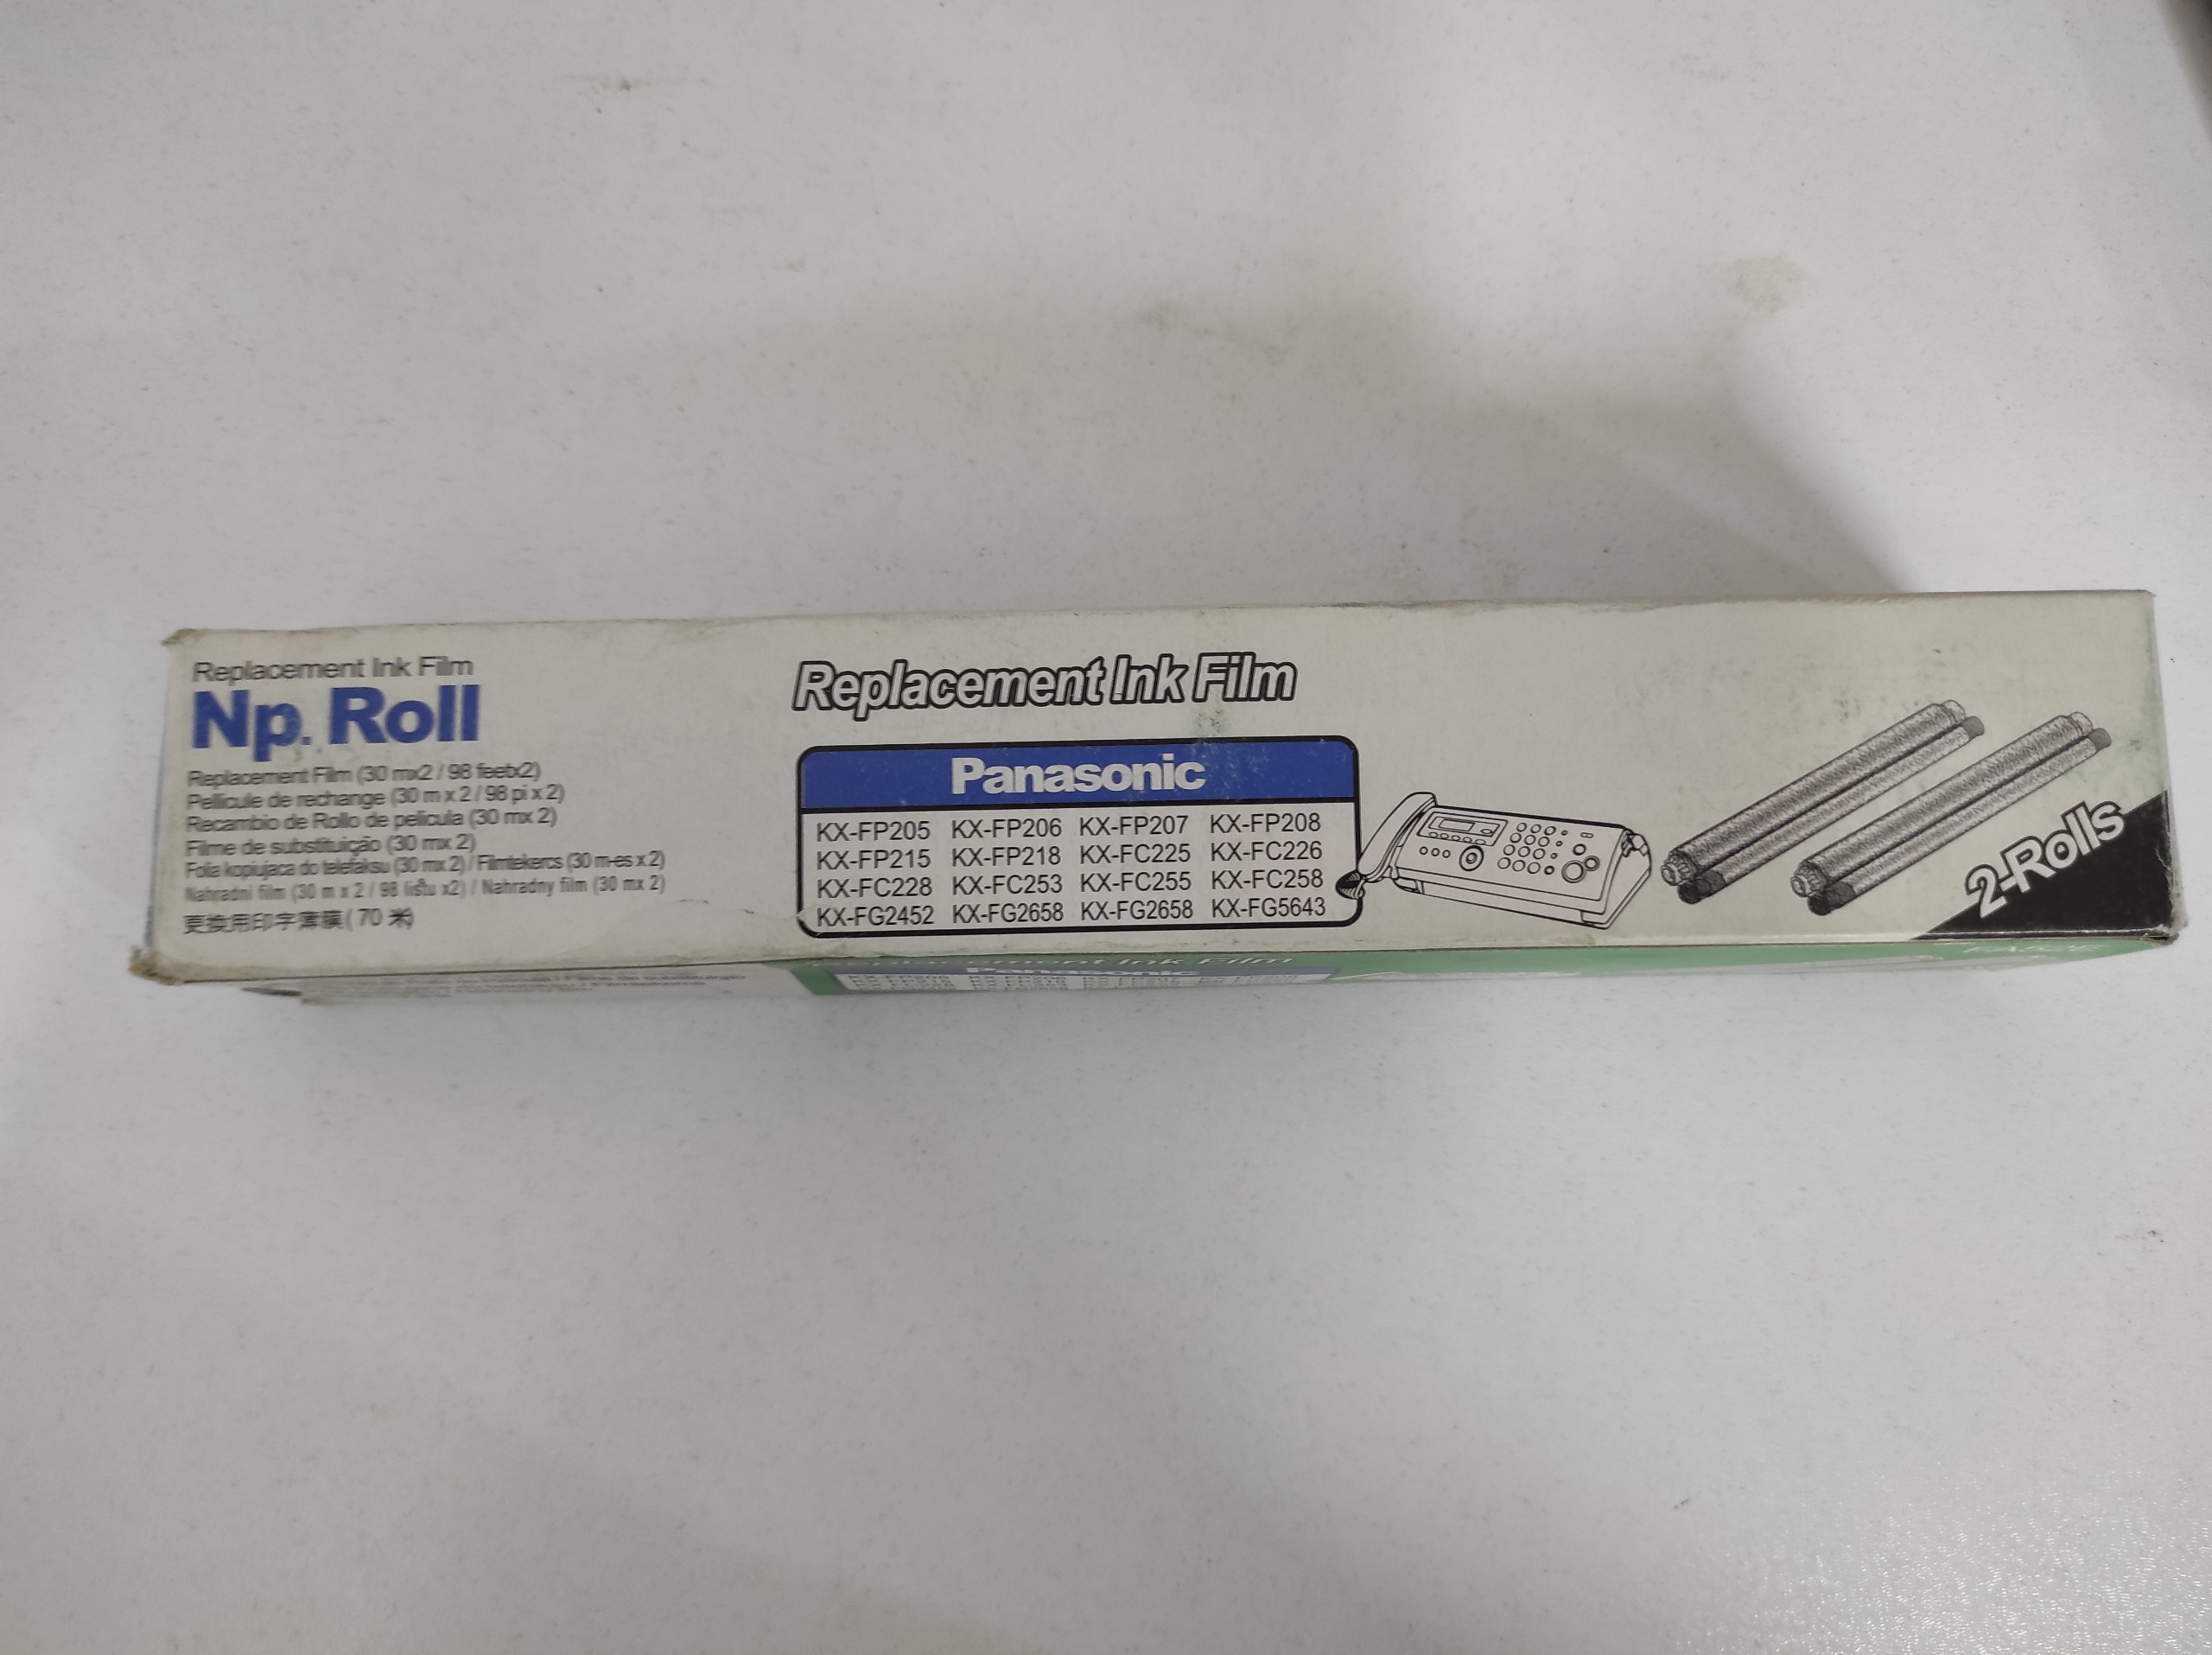 Replacement Ink Film
Np. Roll
Replacement Film (30 mx2 / 98 feetx2)
Pellicule de rechange (30 m x 2 / 98 pi x 2)
Recambio de Rollo de pelicula (30 mx 2)
Filme de substituição (30 mx 2)
Folia kopiujaca do telefaksu (30 mx 2) / Filmtekercs (30 m-es x 2)
Nahradni film (30 m x 2 / 98 listu x2) / Nahradny film (30 mx 2)
更換用印字薄膜( 70 米)
Replacement Ink Film
Panasonic
KX-FP205 KX-FP206 KX-FP207 KX-FP208
KX-FP215 KX-FP218 KX-FC225 KX-FC226
KX-FC228 KX-FC253 KX-FC255 KX-FC258
KX-FG2452 KX-FG2658 KX-FG2658 KX-FG5643
2-Rolls
Replacement Ink Film
Panasonic